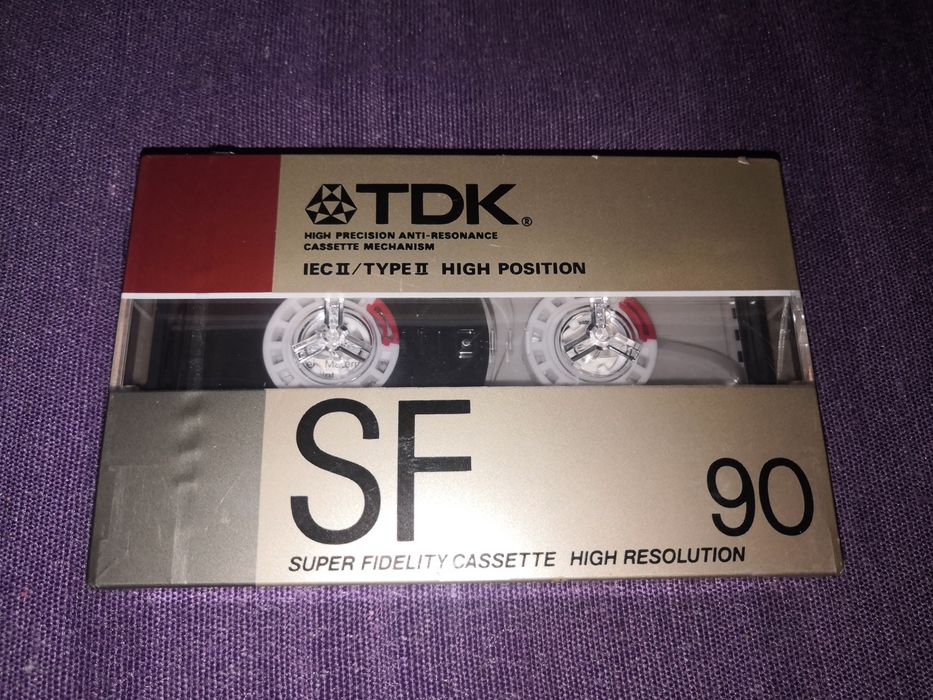 TDK®
HIGH PRECISION ANTI-RESONANCE
CASSETTE MECHANISM
IEC II/TYPE II HIGH POSITION
SF
90
SUPER FIDELITY CASSETTE HIGH RESOLUTION